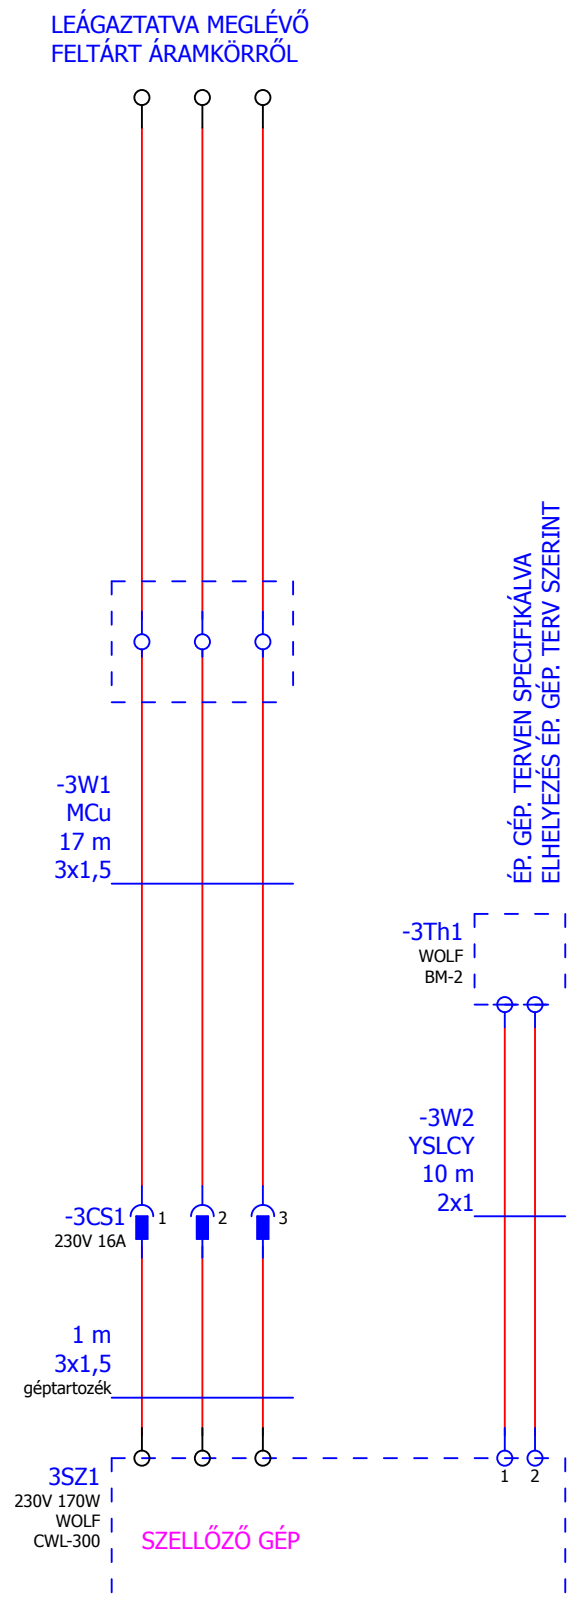 LEÁGAZTATVA MEGLÉVŐ
FELTÁRT ÁRAMKÖRRŐL
ÉP. GÉP. TERVEN SPECIFIKÁLVA
ELHELYEZÉS ÉP. GÉP. TERV SZERINT
-3W1
MCu
17 m
3x1,5
-3Th1
WOLF
BM-2
-3W2
YSLCY
10 m
2x1
-3CS1
230V 16A
1
2
3
1 m
3x1,5
géptartozék
3SZ1
230V 170W
WOLF
CWL-300
SZELLŐZŐ GÉP
1
2